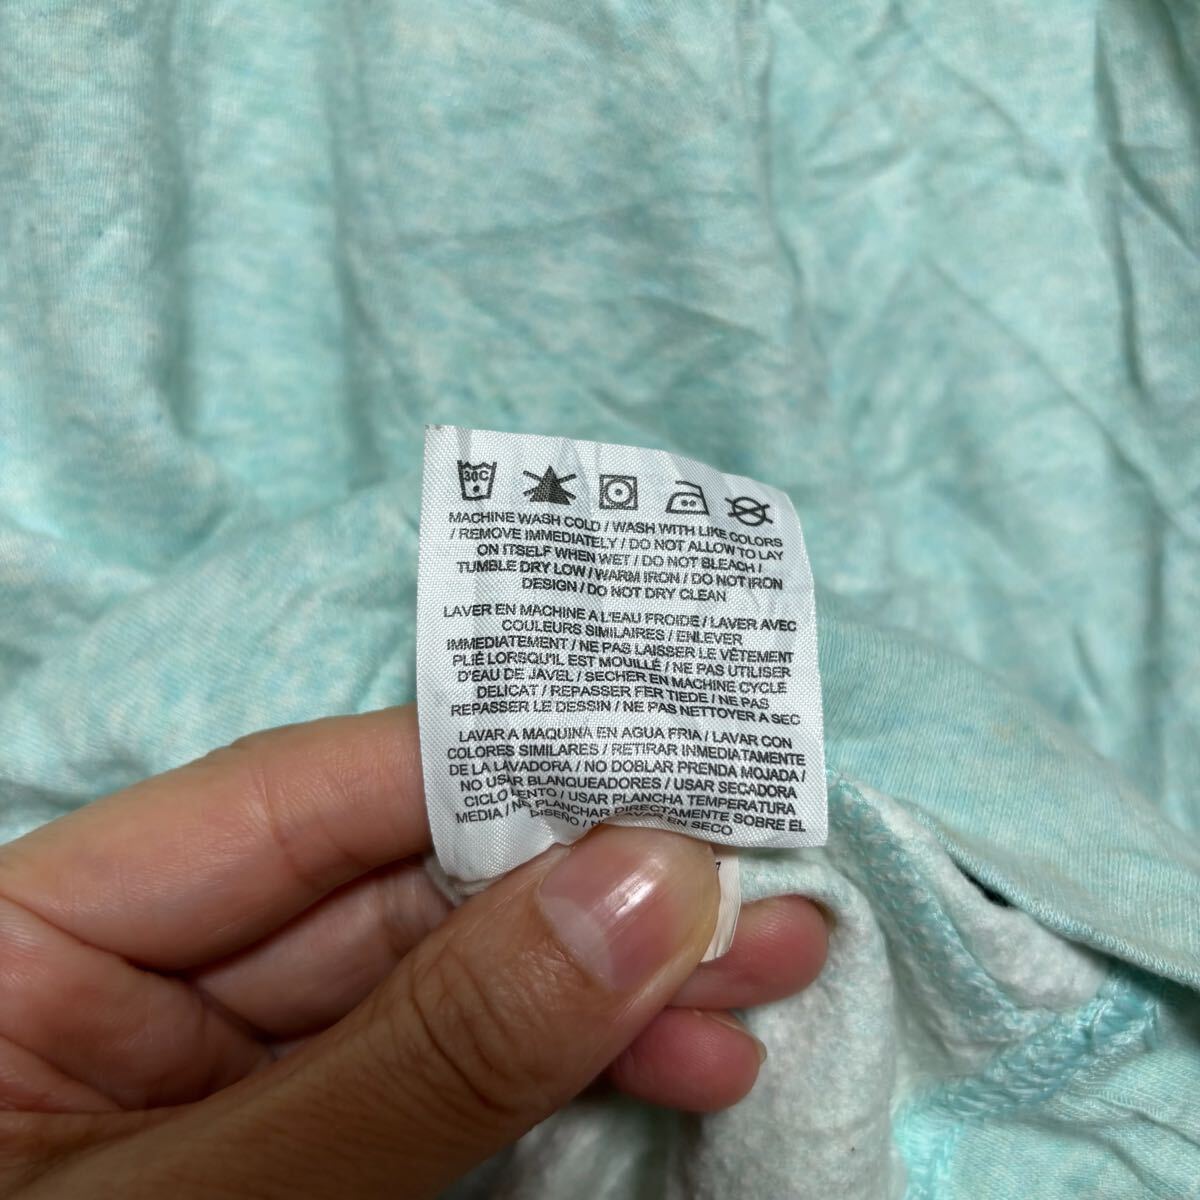 30C
MACHINE WASH COLD / WASH WITH LIKE COLORS
/ REMOVE IMMEDIATELY / DO NOT ALLOW TO LAY
ON ITSELF WHEN WET / DO NOT BLEACH /
TUMBLE DRY LOW / WARM IRON / DO NOT IRON
DESIGN / DO NOT DRY CLEAN
LAVER EN MACHINE A L'EAU FROIDE / LAVER AVEC
COULEURS SIMILAIRES / ENLEVER
IMMEDIATEMENT / NE PAS LAISSER LE VÊTEMENT
PLIÉ LORSQU'IL EST MOUILLÉ / NE PAS UTILISER
D'EAU DE JAVEL / SECHER EN MACHINE CYCLE
DELICAT / REPASSER FER TIEDE / NE PAS
REPASSER LE DESSIN / NE PAS NETTOYER A SEC
LAVAR A MAQUINA EN AGUA FRIA / LAVAR CON
COLORES SIMILARES / RETIRAR INMEDIATAMENTE
DE LA LAVADORA / NO DOBLAR PRENDA MOJADA /
NO USAR BLANQUEADORES / USAR SECADORA
CICLO LENTO / USAR PLANCHA TEMPERATURA
MEDIA / NO PLANCHAR DIRECTAMENTE SOBRE EL
DISEÑO / NO LAVAR EN SECO